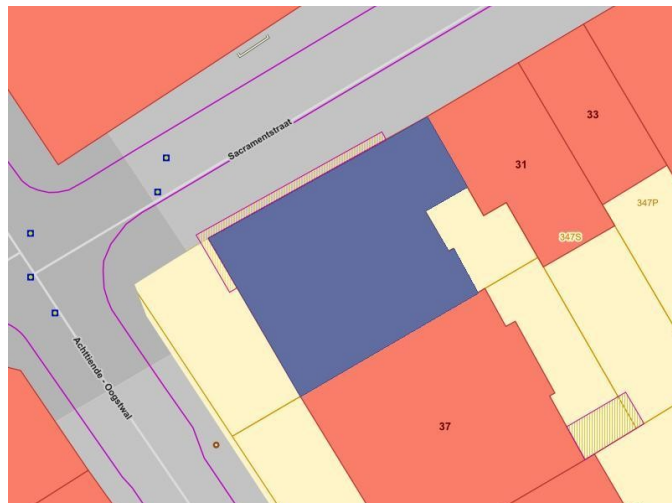 33
Sacramentstraat
31
347P
347S
Achttiende - Oogstwal
37